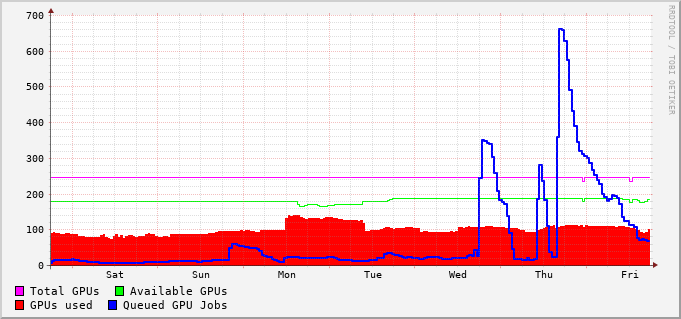 700
600
500
400
300
200
100
0
Sat Sun Mon Tue Wed Thu Fri
Total GPUs Available GPUs
GPUs used Queued GPU Jobs
RRDTOOL / TOBI OETIKER